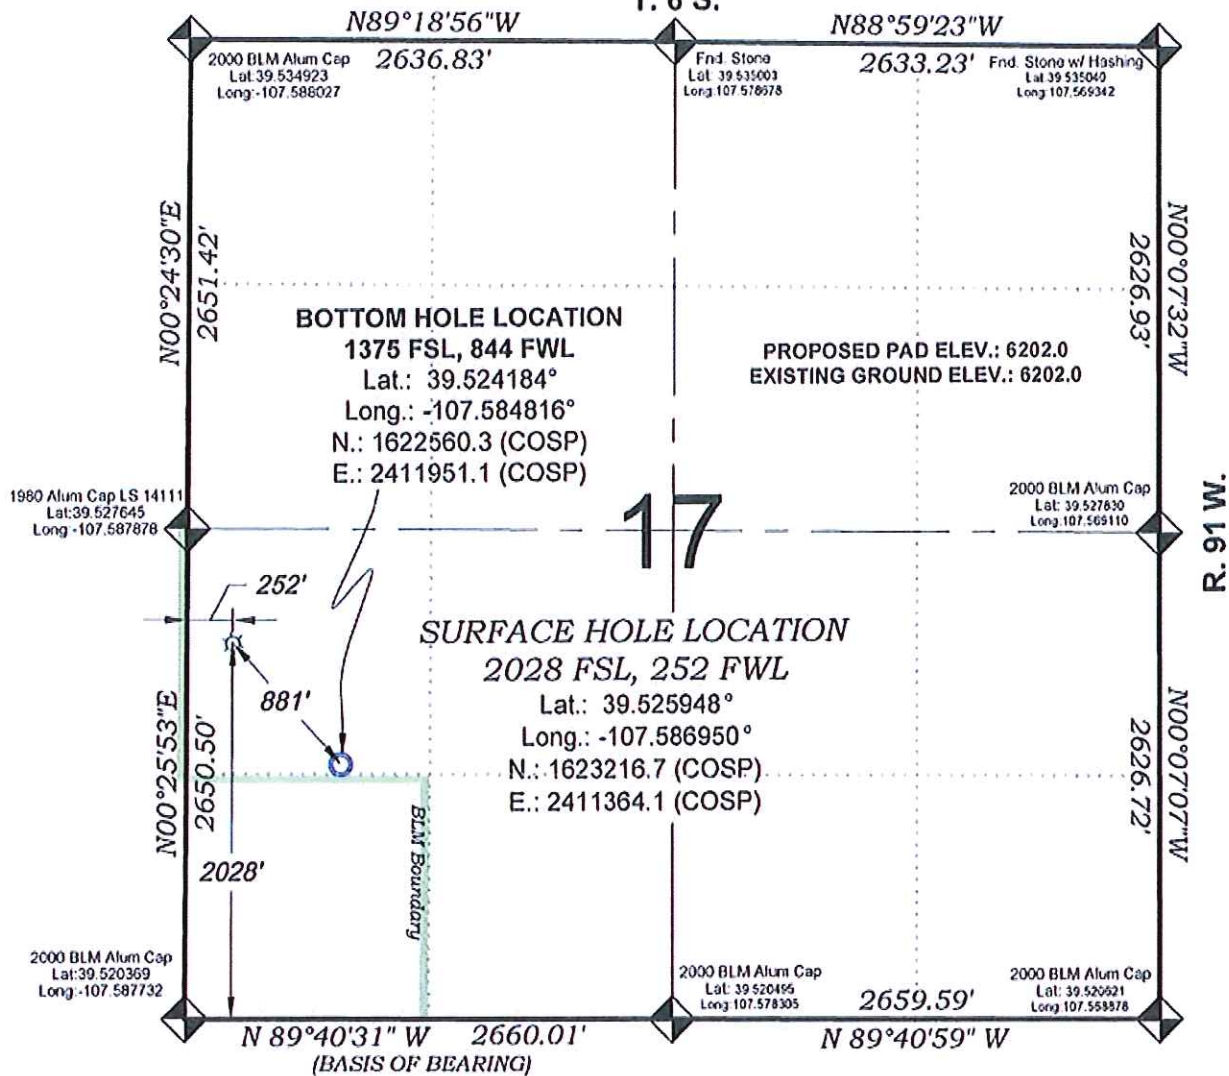 T. 6 S.
N89°18'56"W
N88°59'23"W
2000 BLM Alum Cap
Lat:39.534923
Long:-107.588027
2636.83'
Fnd. Stone
Lat: 39.535003
Long:107.578678
2633.23'
Fnd. Stone w/ Hashing
Lat:39.535040
Long:107.569342
N00°24'30"E
2651.42'
2626.93'
N00°07'32"W
BOTTOM HOLE LOCATION
1375 FSL, 844 FWL
Lat.: 39.524184°
Long.: -107.584816°
N.: 1622560.3 (COSP)
E.: 2411951.1 (COSP)
PROPOSED PAD ELEV.: 6202.0
EXISTING GROUND ELEV.: 6202.0
1980 Alum Cap LS 14111
Lat:39.527645
Long:-107.587878
17
2000 BLM Alum Cap
Lat: 39.527830
Long:107.569110
R. 91 W.
252'
SURFACE HOLE LOCATION
2028 FSL, 252 FWL
Lat.: 39.525948°
Long.: -107.586950°
N.: 1623216.7 (COSP)
E.: 2411364.1 (COSP)
881'
N00°25'53"E
2650.50'
2028'
BLM Boundary
2626.72'
N00°07'07"W
2000 BLM Alum Cap
Lat:39.520369
Long:-107.587732
2000 BLM Alum Cap
Lat: 39.520495
Long:107.578305
2659.59'
2000 BLM Alum Cap
Lat: 39.520621
Long:107.568878
N 89°40'31" W 2660.01'
(BASIS OF BEARING)
N 89°40'59" W